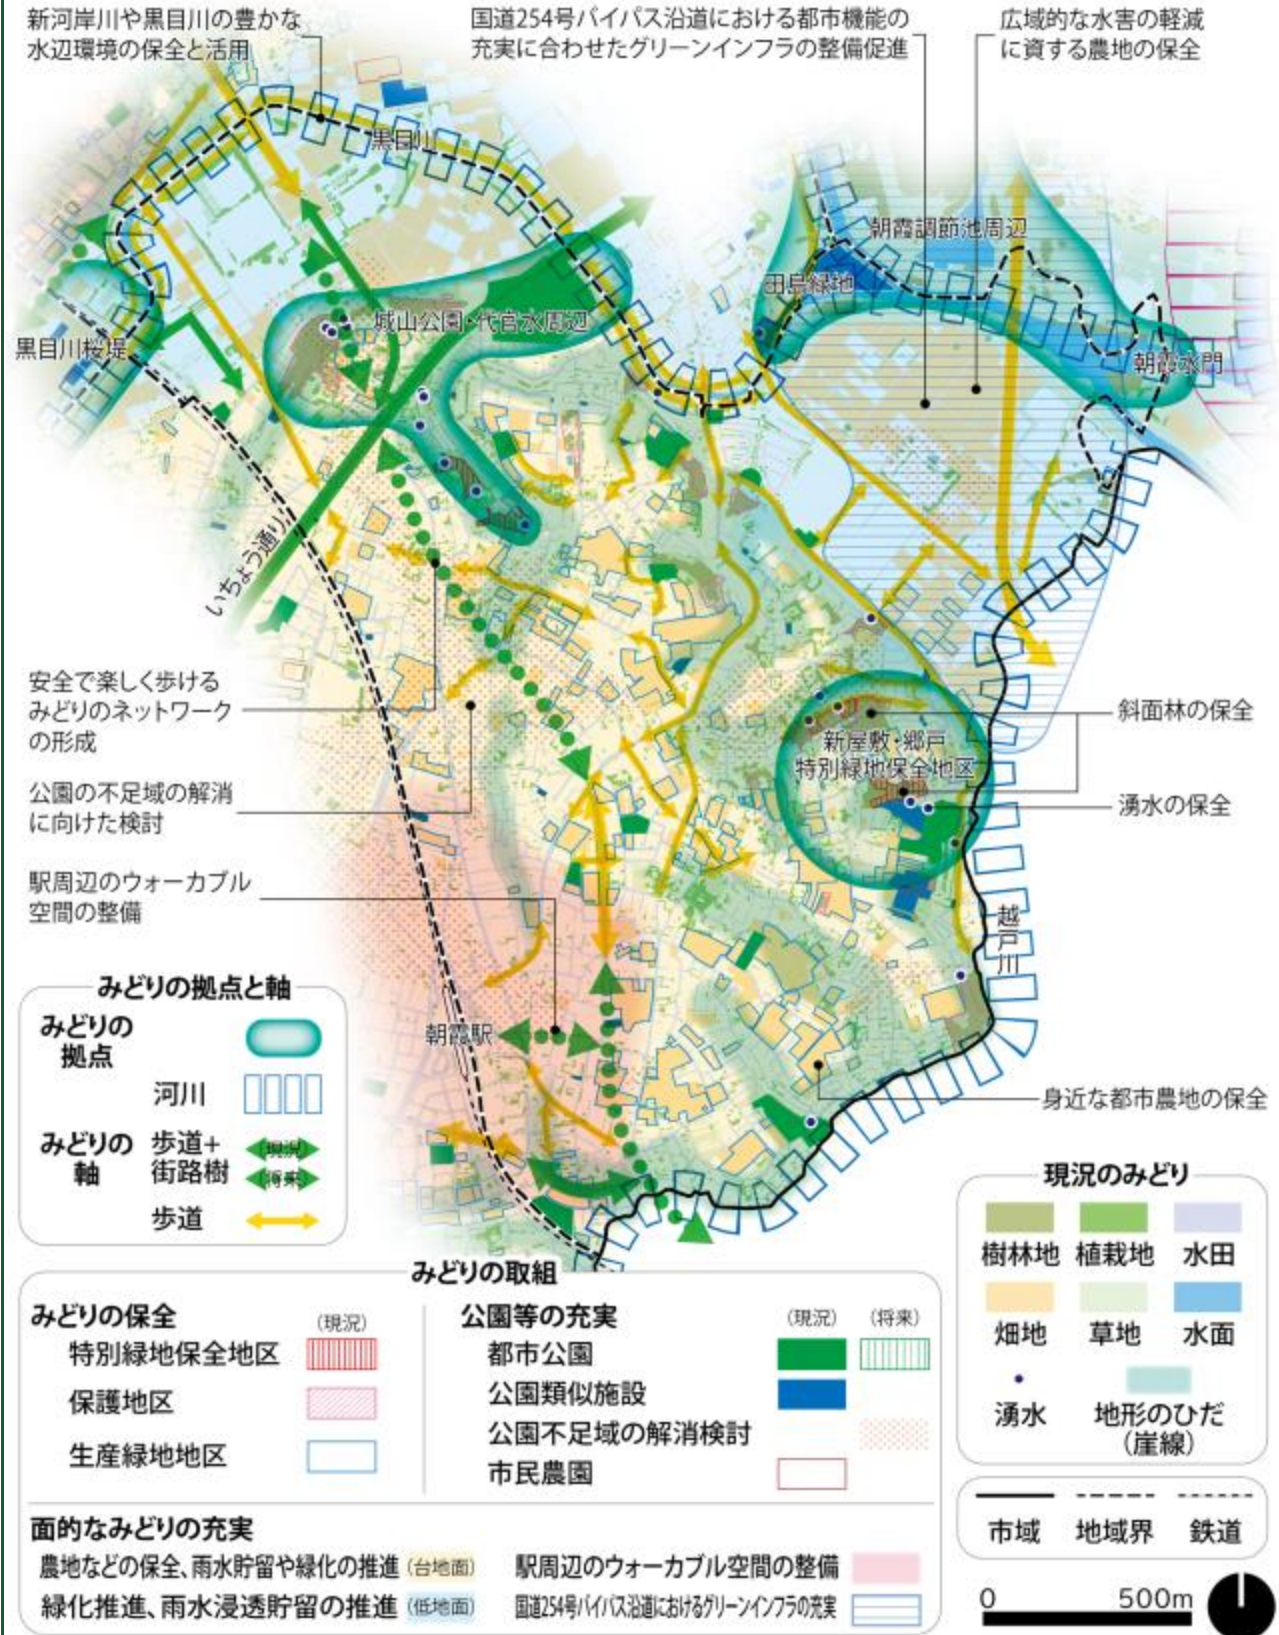 新河岸川や黒目川の豊かな
水辺環境の保全と活用
国道254号バイパス沿道における都市機能の
充実に合わせたグリーンインフラの整備促進
広域的な水害の軽減
に資する農地の保全
黒目川
朝霞調節池周辺
田島緑地
城山公園・代官水周辺
黒目川桜堤
朝霞水門
いちょう通り
安全で楽しく歩ける
みどりのネットワーク
の形成
斜面林の保全
新屋敷・郷戸
特別緑地保全地区
公園の不足域の解消
に向けた検討
湧水の保全
駅周辺のウォーカブル
空間の整備
越戸川
朝霞駅
身近な都市農地の保全
みどりの拠点と軸
みどりの
拠点
河川
みどりの
軸
歩道+
街路樹
(現況)
(将来)
歩道
現況のみどり
樹林地 植栽地 水田
畑地 草地 水面
湧水 地形のひだ
(崖線)
市域 地域界 鉄道
0 500m
みどりの取組
みどりの保全 (現況)
特別緑地保全地区
保護地区
生産緑地地区
公園等の充実 (現況) (将来)
都市公園
公園類似施設
公園不足域の解消検討
市民農園
面的なみどりの充実
農地などの保全、雨水貯留や緑化の推進 (台地面)
緑化推進、雨水浸透貯留の推進 (低地面)
駅周辺のウォーカブル空間の整備
国道254号バイパス沿道におけるグリーンインフラの充実